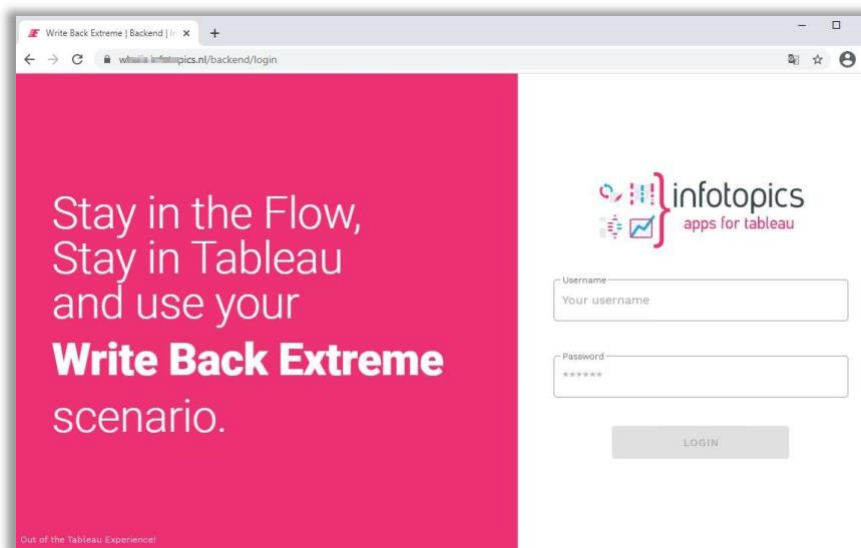 Write Back Extreme | Backend |
pics.nl/backend/login
Stay in the Flow,
Stay in Tableau
and use your
Write Back Extreme
scenario.
Out of the Tableau Experience!
infotopics
apps for tableau
Username
Your username
Password
******
LOGIN